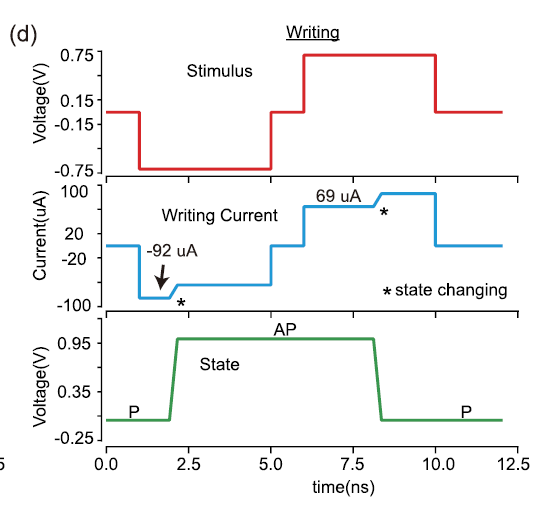 (d)
Writing
0.75
0.15
-0.15
-0.75
Voltage(V)
Stimulus
100
20
-20
-100
Current(uA)
Writing Current
-92 uA
69 uA
*
*
* state changing
0.95
0.35
-0.25
Voltage(V)
State
P
AP
P
5
0.0 2.5 5.0 7.5 10.0 12.5
time(ns)